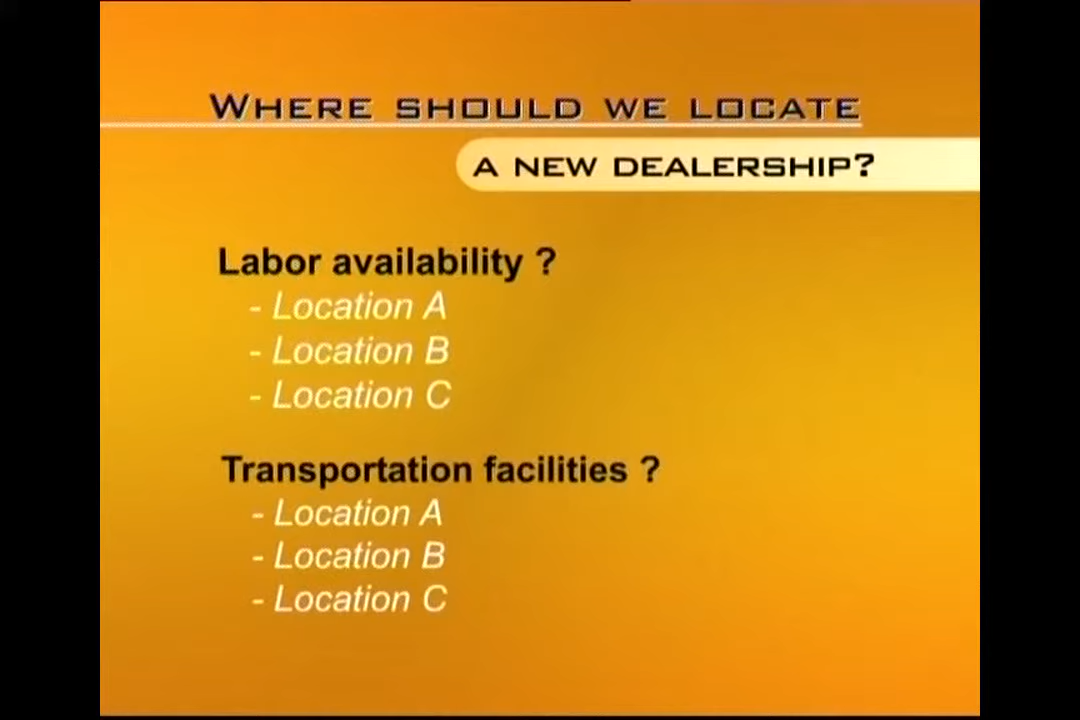 WHERE SHOULD WE LOCATE
A NEW DEALERSHIP?
Labor availability ?
- Location A
- Location B
- Location C
Transportation facilities ?
- Location A
- Location B
- Location C